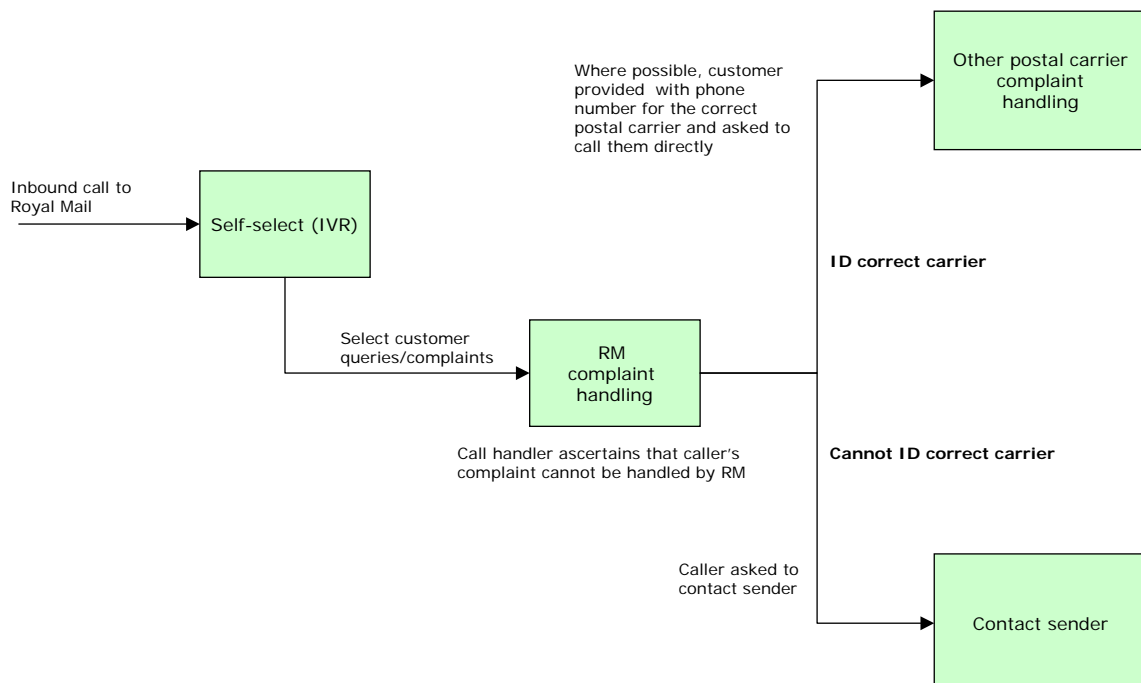 Other postal carrier
complaint
handling
Where possible, customer
provided with phone
number for the correct
postal carrier and asked to
call them directly
Inbound call to
Royal Mail
Self-select (IVR)
ID correct carrier
Select customer
queries/complaints
RM
complaint
handling
Call handler ascertains that caller's
complaint cannot be handled by RM
Cannot ID correct carrier
Caller asked to
contact sender
Contact sender